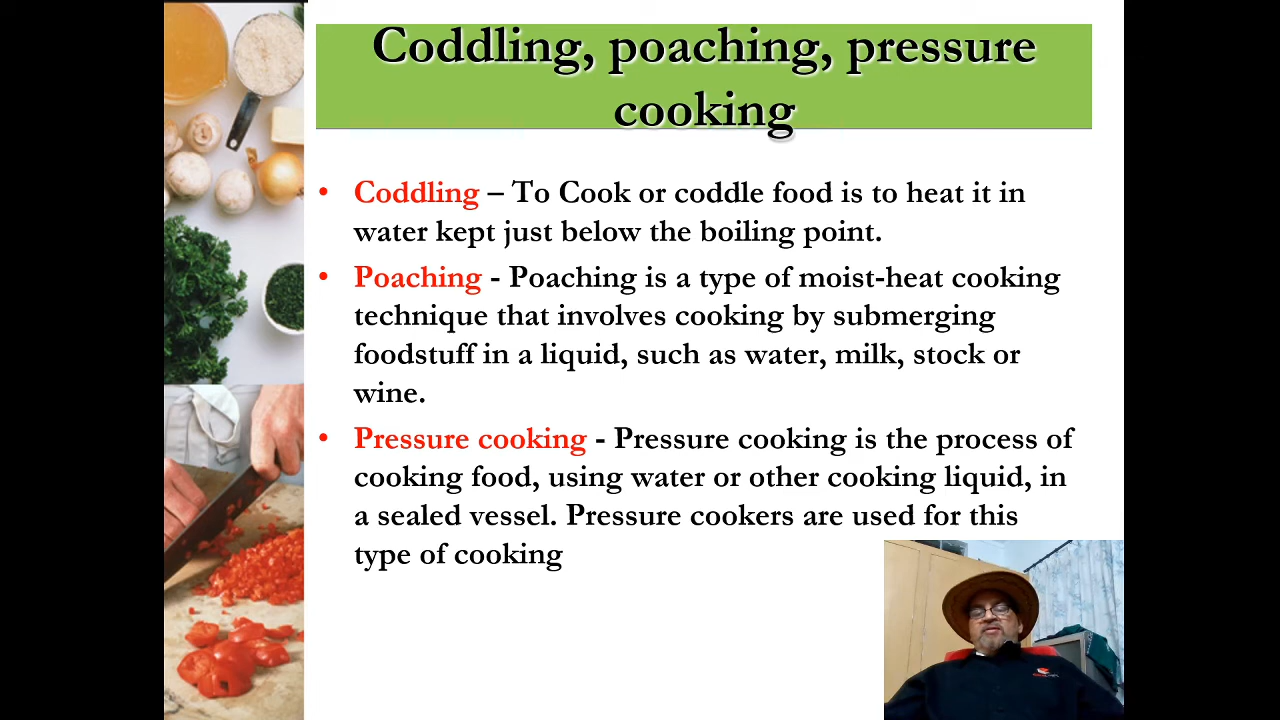 Coddling, poaching, pressure
cooking
• Coddling – To Cook or coddle food is to heat it in
water kept just below the boiling point.
• Poaching - Poaching is a type of moist-heat cooking
technique that involves cooking by submerging
foodstuff in a liquid, such as water, milk, stock or
wine.
• Pressure cooking - Pressure cooking is the process of
cooking food, using water or other cooking liquid, in
a sealed vessel. Pressure cookers are used for this
type of cooking